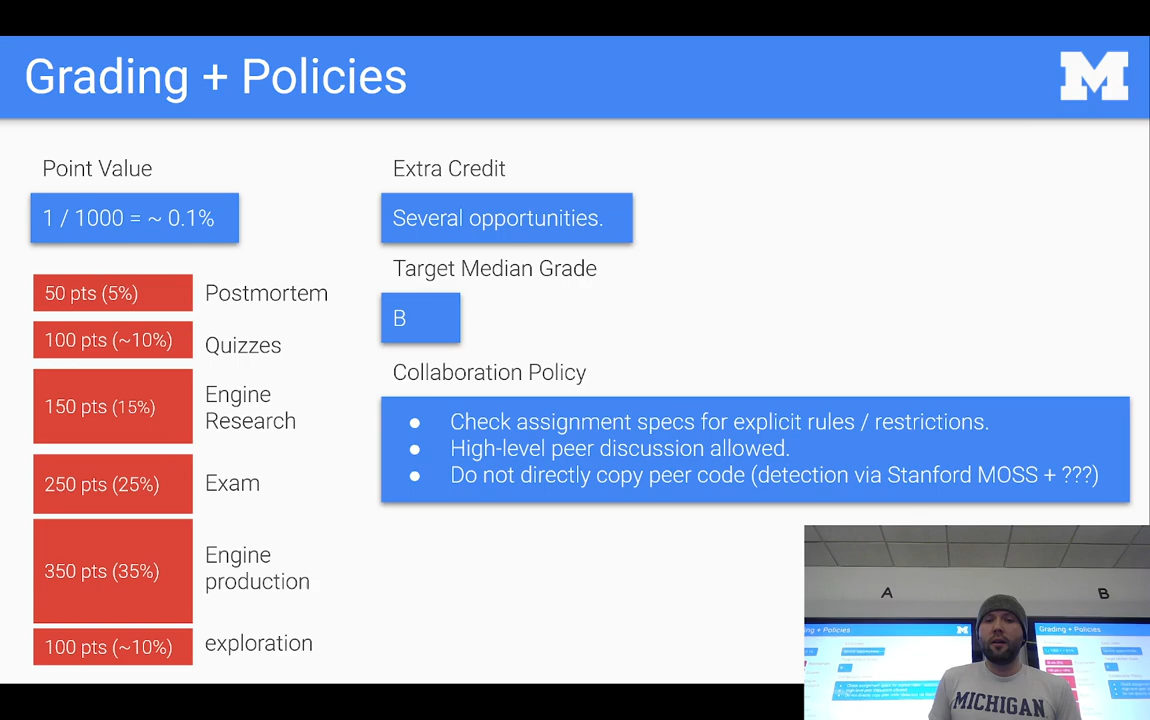 Grading + Policies
M
Point Value
1 / 1000 = ~ 0.1%
50 pts (5%) Postmortem
100 pts (~10%) Quizzes
150 pts (15%) Engine
Research
250 pts (25%) Exam
350 pts (35%) Engine
production
100 pts (~10%) exploration
Extra Credit
Several opportunities.
Target Median Grade
B
Collaboration Policy
● Check assignment specs for explicit rules / restrictions.
● High-level peer discussion allowed.
● Do not directly copy peer code (detection via Stanford MOSS + ???)
A
B
Grading + Policies
MICHIGAN